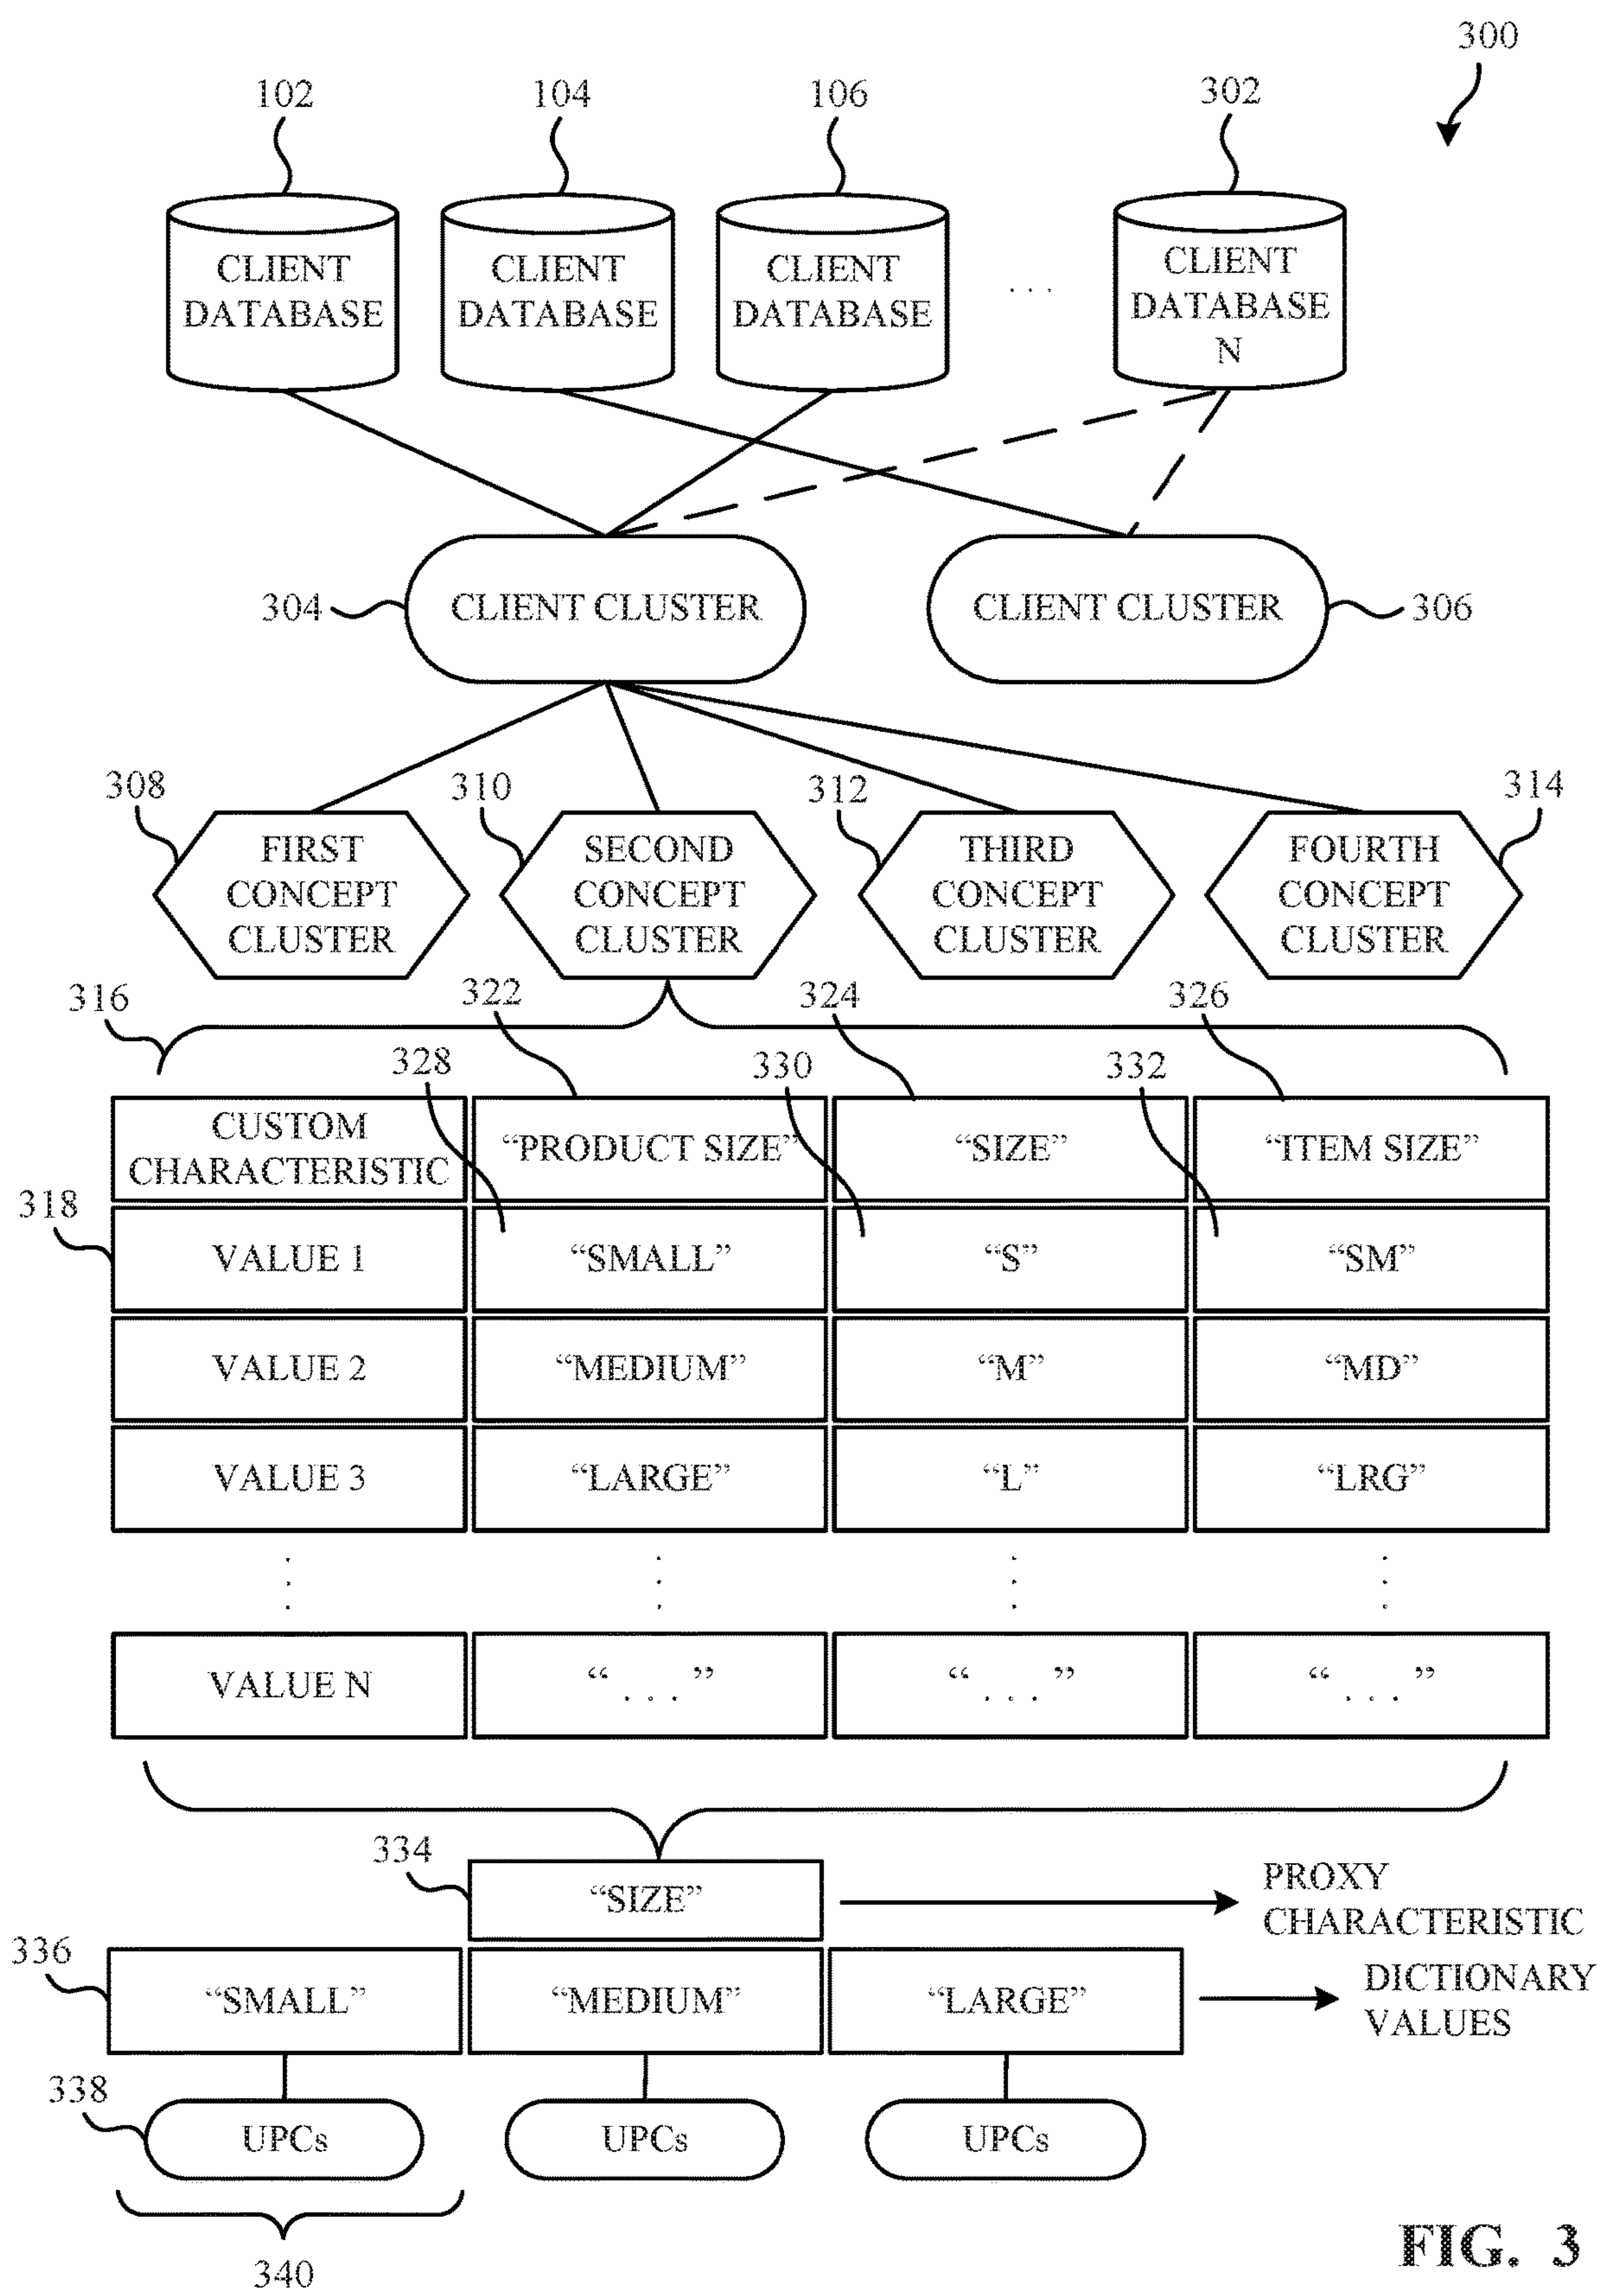 300
102
104
106
302
CLIENT
DATABASE
CLIENT
DATABASE
CLIENT
DATABASE
. . .
CLIENT
DATABASE
N
304
CLIENT CLUSTER
CLIENT CLUSTER
306
308
310
312
314
FIRST
CONCEPT
CLUSTER
SECOND
CONCEPT
CLUSTER
THIRD
CONCEPT
CLUSTER
FOURTH
CONCEPT
CLUSTER
316
322
324
326
328
330
332
CUSTOM
CHARACTERISTIC
“PRODUCT SIZE”
“SIZE”
“ITEM SIZE”
318
VALUE 1
“SMALL”
“S”
“SM”
VALUE 2
“MEDIUM”
“M”
“MD”
VALUE 3
“LARGE”
“L”
“LRG”
VALUE N
“. . .”
“. . .”
“. . .”
334
“SIZE”
PROXY
CHARACTERISTIC
336
“SMALL”
“MEDIUM”
“LARGE”
DICTIONARY
VALUES
338
UPCs
UPCs
UPCs
340
FIG. 3